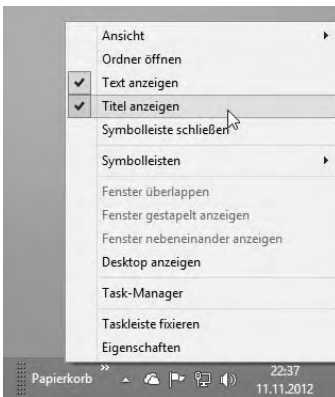 Ansicht
Ordner öffnen
Text anzeigen
Titel anzeigen
Symbolleiste schließen
Symbolleisten
Fenster überlappen
Fenster gestapelt anzeigen
Fenster nebeneinander anzeigen
Desktop anzeigen
Task-Manager
Taskleiste fixieren
Eigenschaften
Papierkorb
22:37
11.11.2012